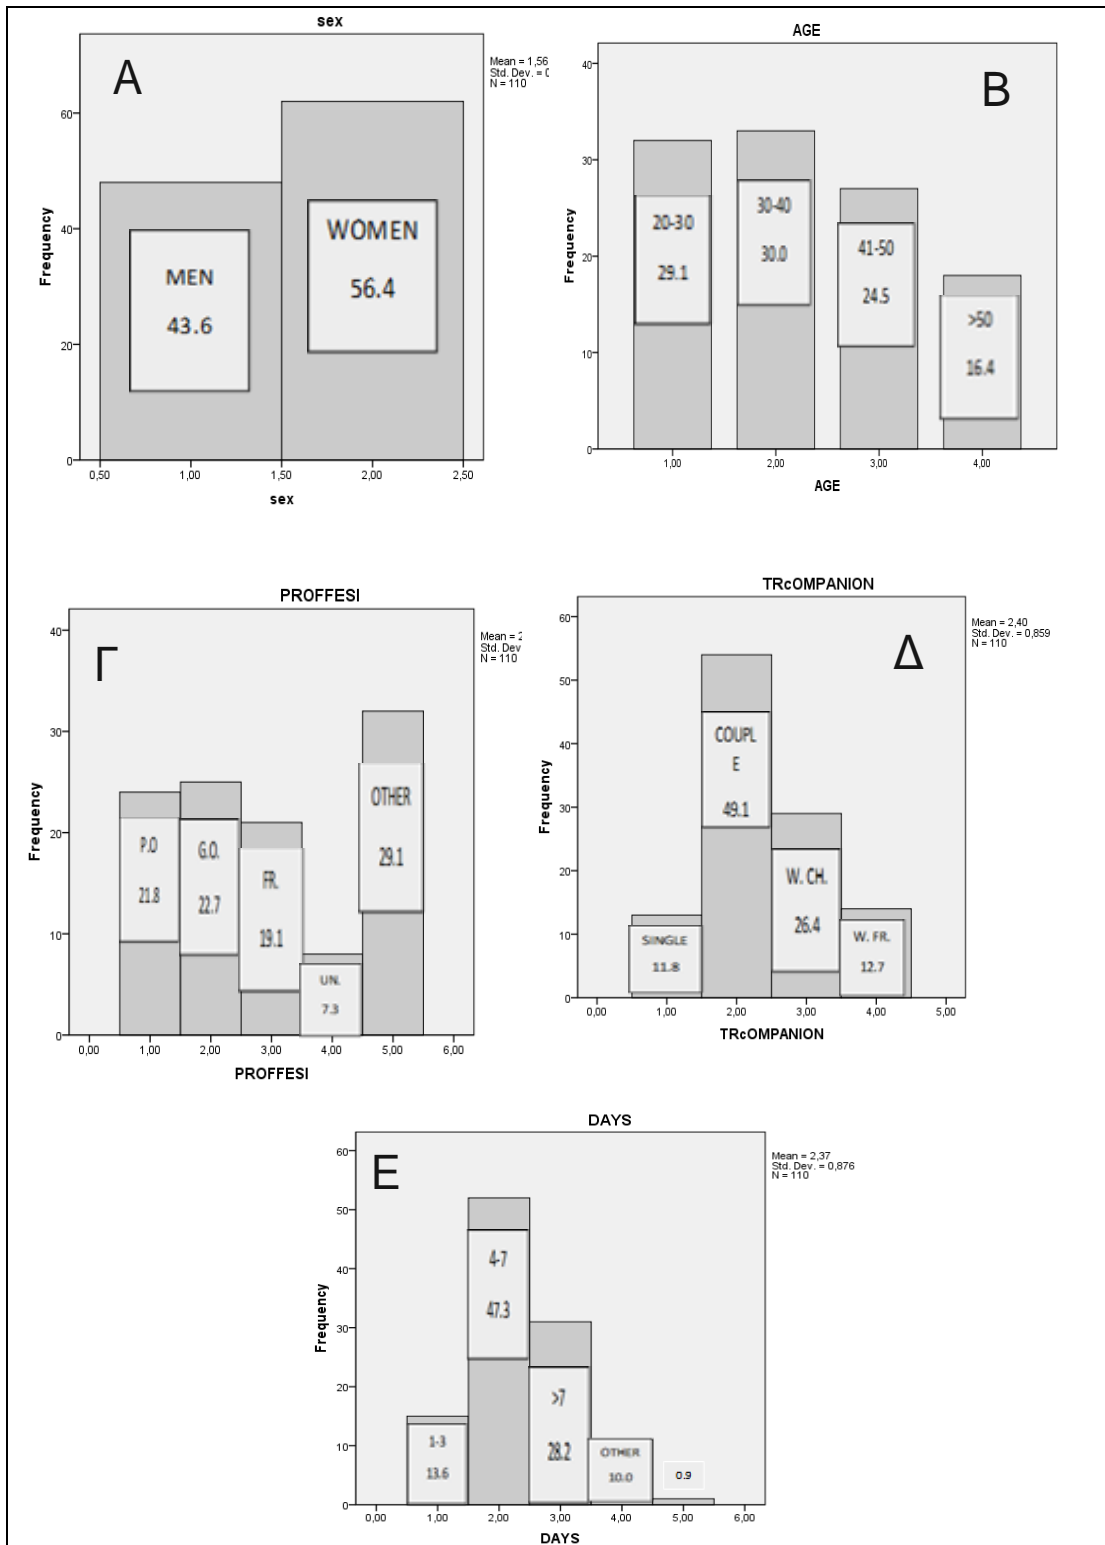 sex
Mean = 1,56
Std. Dev. = 0
N = 110
A
60
40
20
0
Frequency
MEN
43.6
WOMEN
56.4
0,50 1,00 1,50 2,00 2,50
sex
AGE
B
40
30
20
10
0
Frequency
20-30
29.1
30-40
30.0
41-50
24.5
>50
16.4
1,00 2,00 3,00 4,00
AGE
PROFFESI
Mean = 2
Std. Dev
N = 110
Γ
40
30
20
10
0
Frequency
P.O
21.8
G.O.
22.7
FR.
19.1
UN.
7.3
OTHER
29.1
0,00 1,00 2,00 3,00 4,00 5,00 6,00
PROFFESI
TRcOMPANION
Mean = 2,40
Std. Dev. = 0,859
N = 110
Δ
60
50
40
30
20
10
0
Frequency
SINGLE
11.8
COUPL
E
49.1
W. CH.
26.4
W. FR.
12.7
0,00 1,00 2,00 3,00 4,00 5,00
TRcOMPANION
DAYS
Mean = 2,37
Std. Dev. = 0,876
N = 110
E
60
50
40
30
20
10
0
Frequency
1-3
13.6
4-7
47.3
>7
28.2
OTHER
10.0
0.9
0,00 1,00 2,00 3,00 4,00 5,00 6,00
DAYS